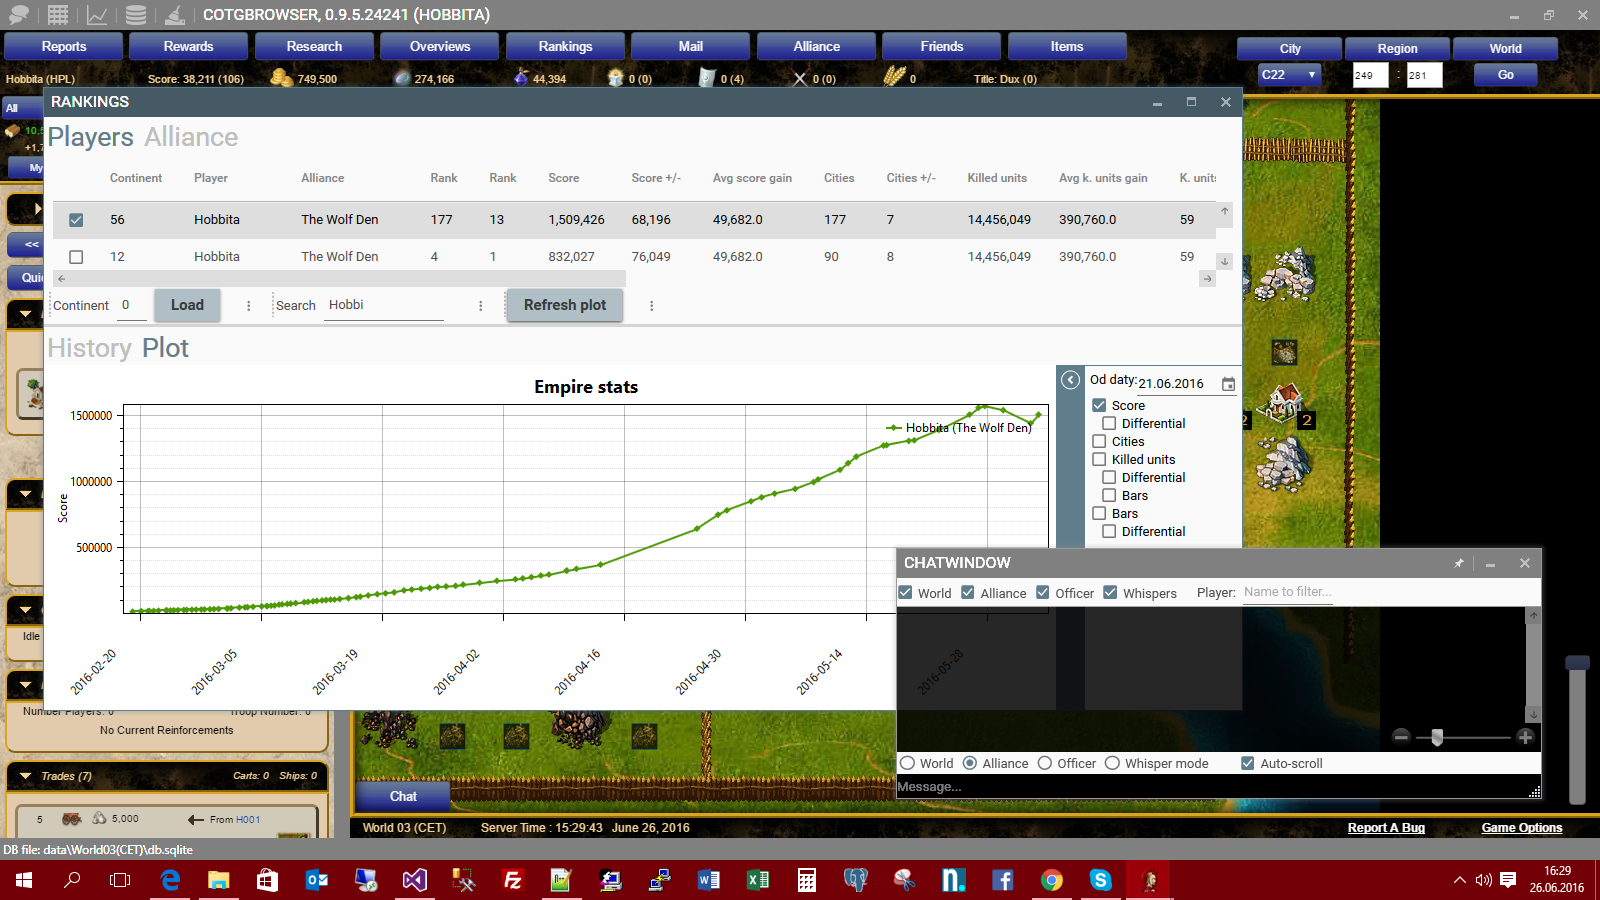 COTGBROWSER, 0.9.5.24241 (HOBBITA)
Reports Rewards Research Overviews Rankings Mail Alliance Friends Items City Region World
Hobbita (HPL) Score: 38,211 (106) 749,500 274,166 44,394 0 (0) 0 (4) 0 (0) 0 Title: Dux (0) C22 249 : 281 Go
All
RANKINGS
Players Alliance
My
Continent Player Alliance Rank Rank Score Score +/- Avg score gain Cities Cities +/- Killed units Avg k. units gain K. units
56 Hobbita The Wolf Den 177 13 1,509,426 68,196 49,682.0 177 7 14,456,049 390,760.0 59
<<
12 Hobbita The Wolf Den 4 1 832,027 76,049 49,682.0 90 8 14,456,049 390,760.0 59
Continent 0 Load Search Hobbi Refresh plot
History Plot
Empire stats
Od daty: 21.06.2016
1500000
1000000
500000
Score
Hobbita (The Wolf Den)
Score
Differential
Cities
Killed units
Differential
Bars
Bars
Differential
2 2
2016-02-20 2016-03-05 2016-03-19 2016-04-02 2016-04-16 2016-04-30 2016-05-14 2016-05-28
CHATWINDOW
World Alliance Officer Whispers Player: Name to filter...
World Alliance Officer Whisper mode Auto-scroll
Message...
Idle
Number Players: 0 Troop Number: 0
No Current Reinforcements
Trades (7) Carts: 0 Ships: 0
5 5,000 From H001
Chat
World 03 (CET) Server Time : 15:29:43 June 26, 2016 Report A Bug Game Options
DB file: data\World03(CET)\db.sqlite
16:29
26.06.2016